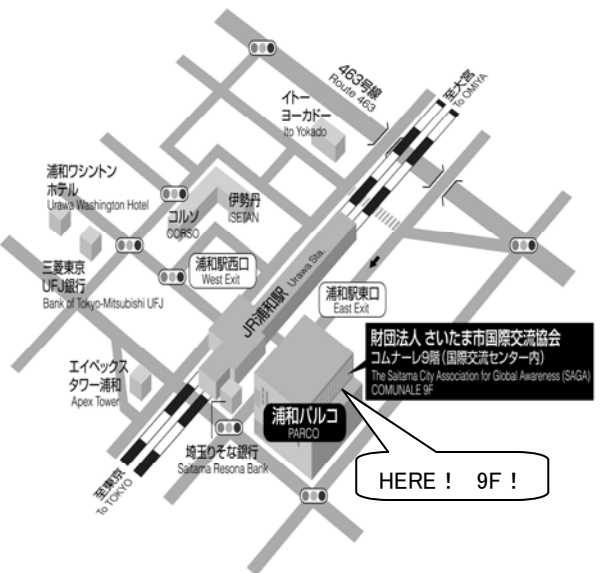 463号線
Route 463
至大宮
To OMIYA
イトー
ヨーカドー
Ito Yokado
浦和ワシントン
ホテル
Urawa Washington Hotel
伊勢丹
ISETAN
コルソ
CORSO
三菱東京
UFJ銀行
Bank of Tokyo-Mitsubishi UFJ
浦和駅西口
West Exit
JR浦和駅 Urawa Sta.
浦和駅東口
East Exit
財団法人 さいたま市国際交流協会
コムナーレ9階(国際交流センター内)
The Saitama City Association for Global Awareness (SAGA)
COMUNALE 9F
エイペックス
タワー浦和
Apex Tower
浦和パルコ
PARCO
埼玉りそな銀行
Saitama Resona Bank
HERE! 9F!
至東京
To TOKYO